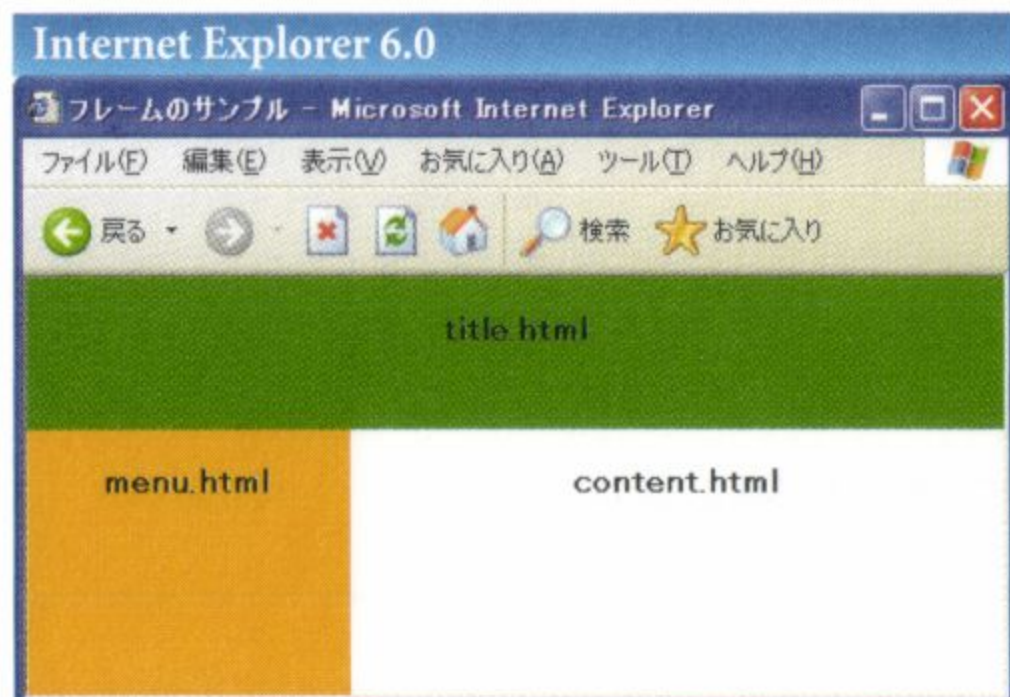 Internet Explorer 6.0
フレームのサンプル - Microsoft Internet Explorer
ファイル(F) 編集(E) 表示(V) お気に入り(A) ツール(T) ヘルプ(H)
戻る 検索 お気に入り
title.html
menu.html content.html